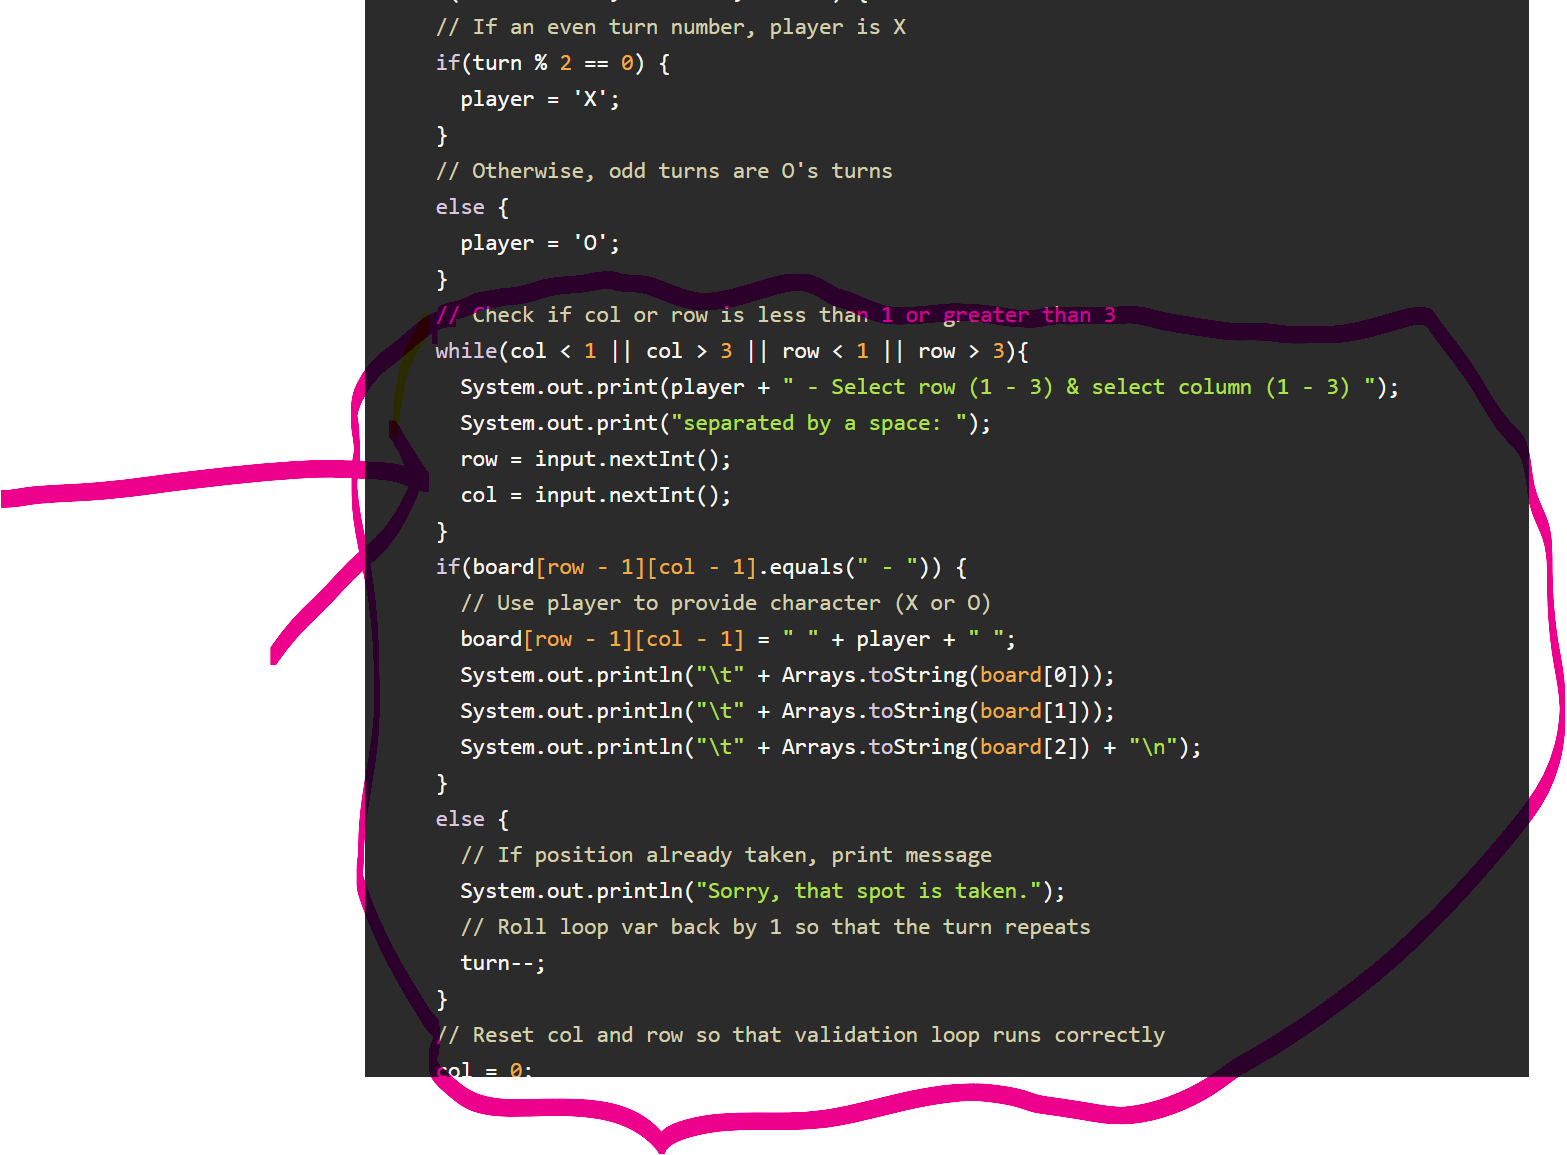 // If an even turn number, player is X
if(turn % 2 == 0) {
player = 'X';
}
// Otherwise, odd turns are O's turns
else {
player = 'O';
}
// Check if col or row is less than 1 or greater than 3
while(col < 1 || col > 3 || row < 1 || row > 3){
System.out.print(player + " - Select row (1 - 3) & select column (1 - 3) ");
System.out.print("separated by a space: ");
row = input.nextInt();
col = input.nextInt();
}
if(board[row - 1][col - 1].equals(" - ")) {
// Use player to provide character (X or O)
board[row - 1][col - 1] = " " + player + " ";
System.out.println("\t" + Arrays.toString(board[0]));
System.out.println("\t" + Arrays.toString(board[1]));
System.out.println("\t" + Arrays.toString(board[2]) + "\n");
}
else {
// If position already taken, print message
System.out.println("Sorry, that spot is taken.");
// Roll loop var back by 1 so that the turn repeats
turn--;
}
// Reset col and row so that validation loop runs correctly
col = 0;